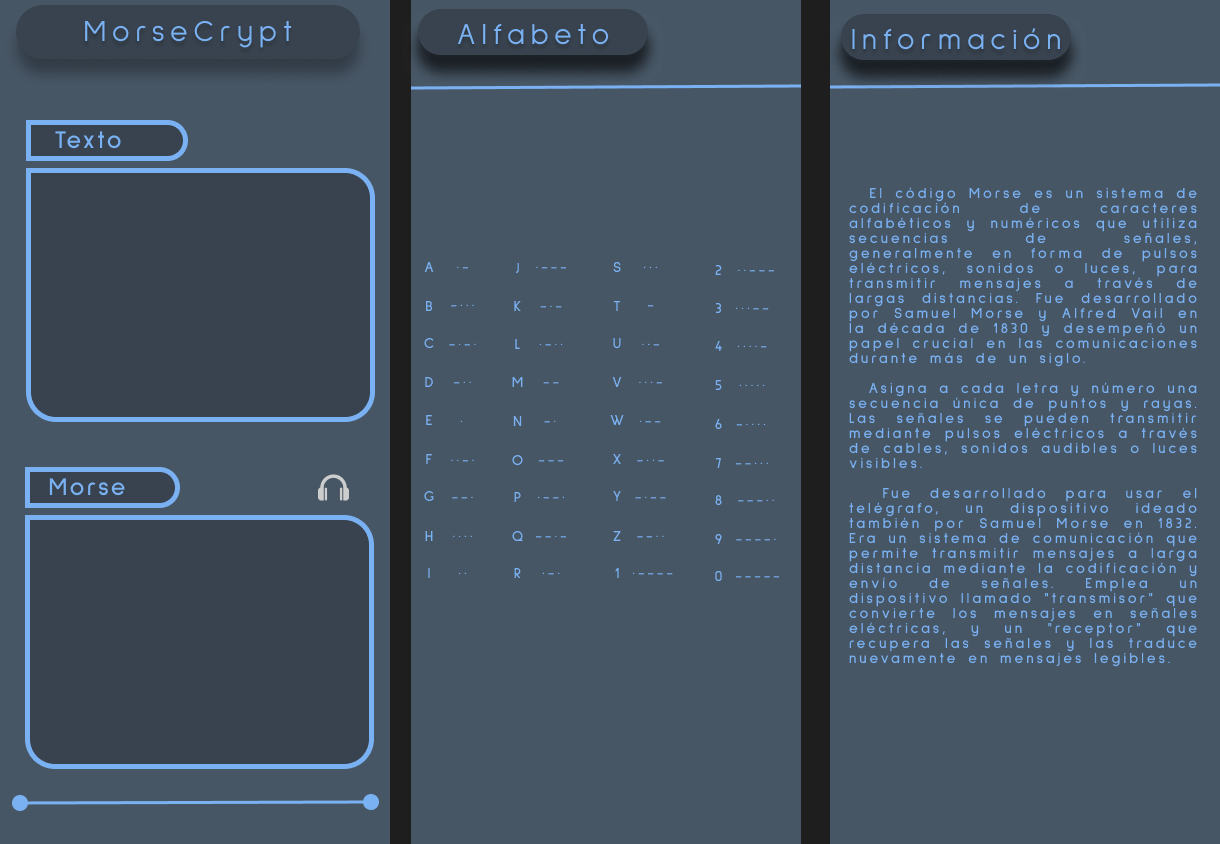 MorseCrypt
Texto
Morse
Alfabeto
A ·– J ·––– S ··· 2 ··–––
B –··· K –·– T – 3 ···––
C –·–· L ·–·· U ··– 4 ····–
D –·· M –– V ···– 5 ·····
E · N –· W ·–– 6 –····
F ··–· O ––– X –··– 7 ––···
G ––· P ·––· Y –·–– 8 –––··
H ···· Q ––·– Z ––·· 9 ––––·
I ·· R ·–· 1 ·–––– 0 –––––
Información
El código Morse es un sistema de
codificación de caracteres
alfabéticos y numéricos que utiliza
secuencias de señales,
generalmente en forma de pulsos
eléctricos, sonidos o luces, para
transmitir mensajes a través de
largas distancias. Fue desarrollado
por Samuel Morse y Alfred Vail en
la década de 1830 y desempeñó un
papel crucial en las comunicaciones
durante más de un siglo.
Asigna a cada letra y número una
secuencia única de puntos y rayas.
Las señales se pueden transmitir
mediante pulsos eléctricos a través
de cables, sonidos audibles o luces
visibles.
Fue desarrollado para usar el
telégrafo, un dispositivo ideado
también por Samuel Morse en 1832.
Era un sistema de comunicación que
permite transmitir mensajes a larga
distancia mediante la codificación y
envío de señales. Emplea un
dispositivo llamado "transmisor" que
convierte los mensajes en señales
eléctricas, y un "receptor" que
recupera las señales y las traduce
nuevamente en mensajes legibles.